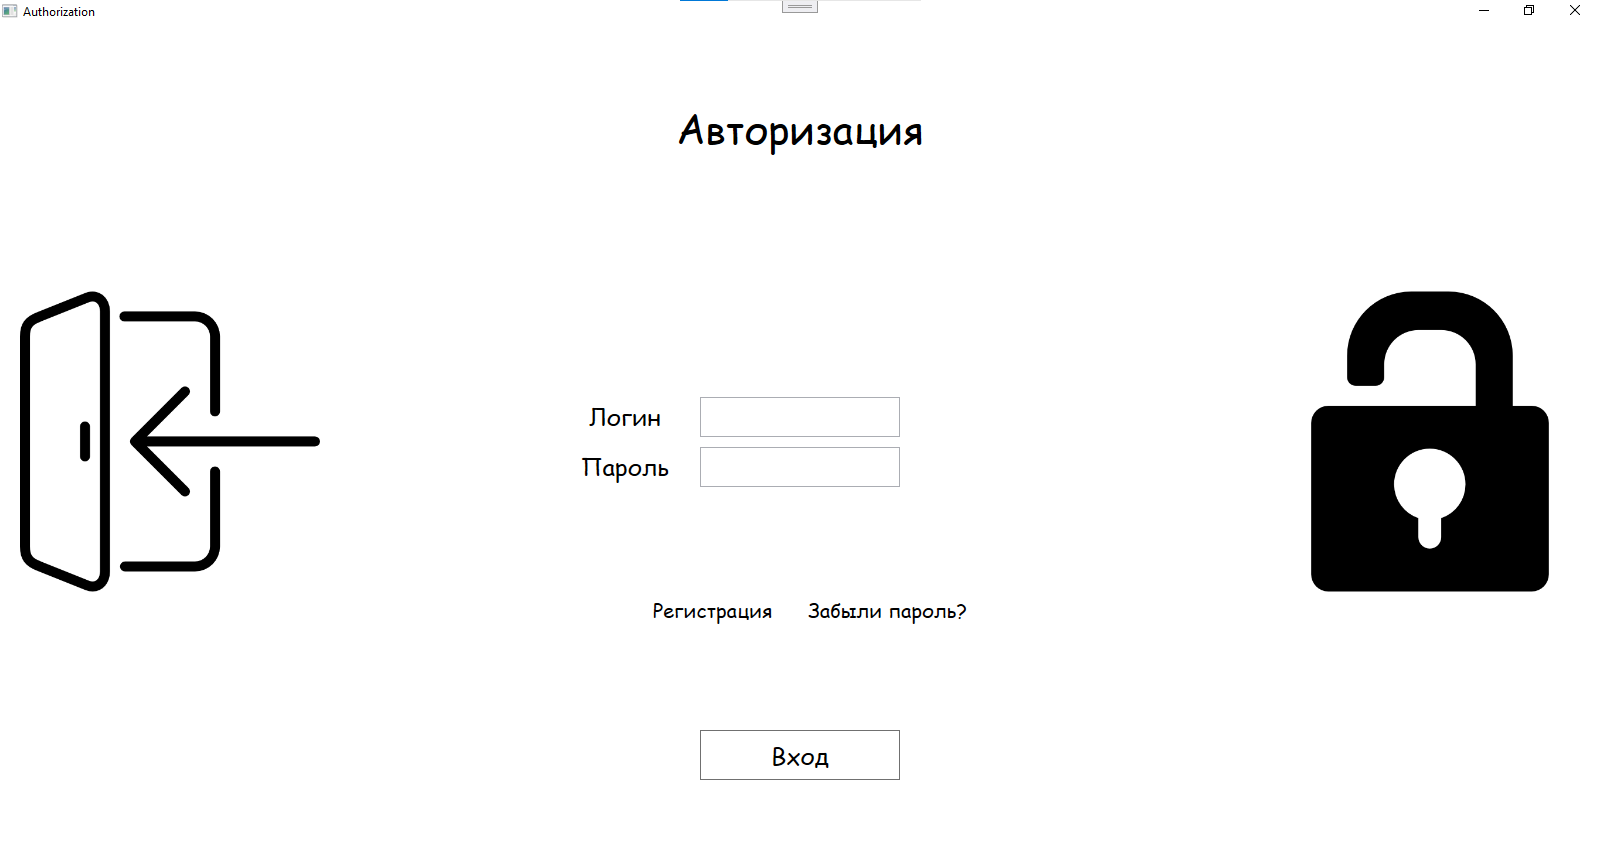 Authorization
Авторизация
Логин
Пароль
Регистрация Забыли пароль?
Вход